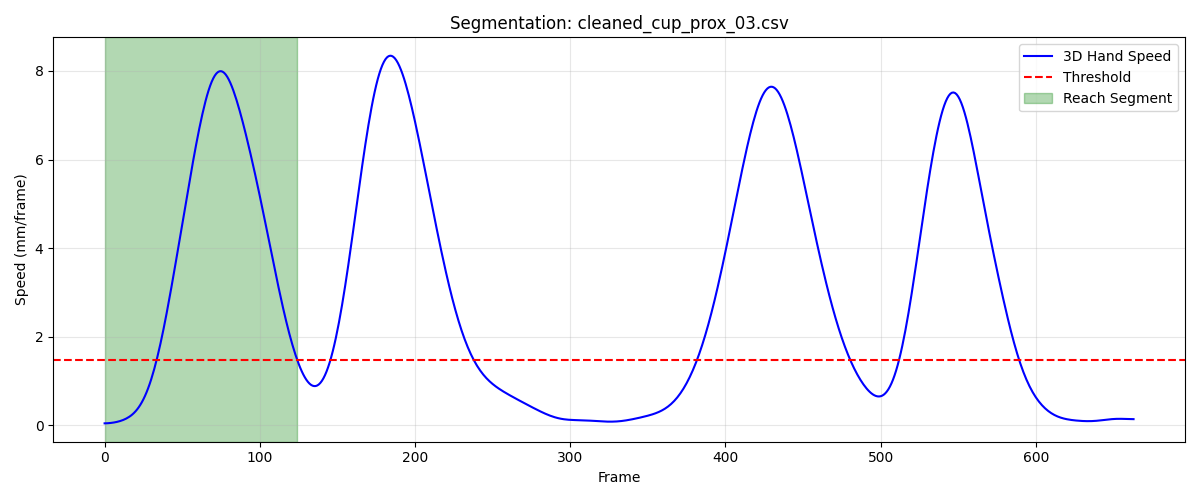 Segmentation: cleaned_cup_prox_03.csv
3D Hand Speed
Threshold
Reach Segment
Speed (mm/frame)
8
6
4
2
0
0 100 200 300 400 500 600
Frame